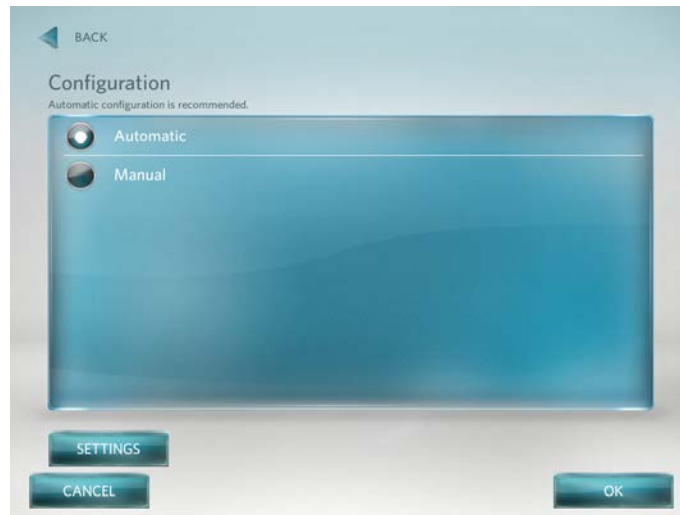 BACK
Configuration
Automatic configuration is recommended.
Automatic
Manual
SETTINGS
CANCEL
OK